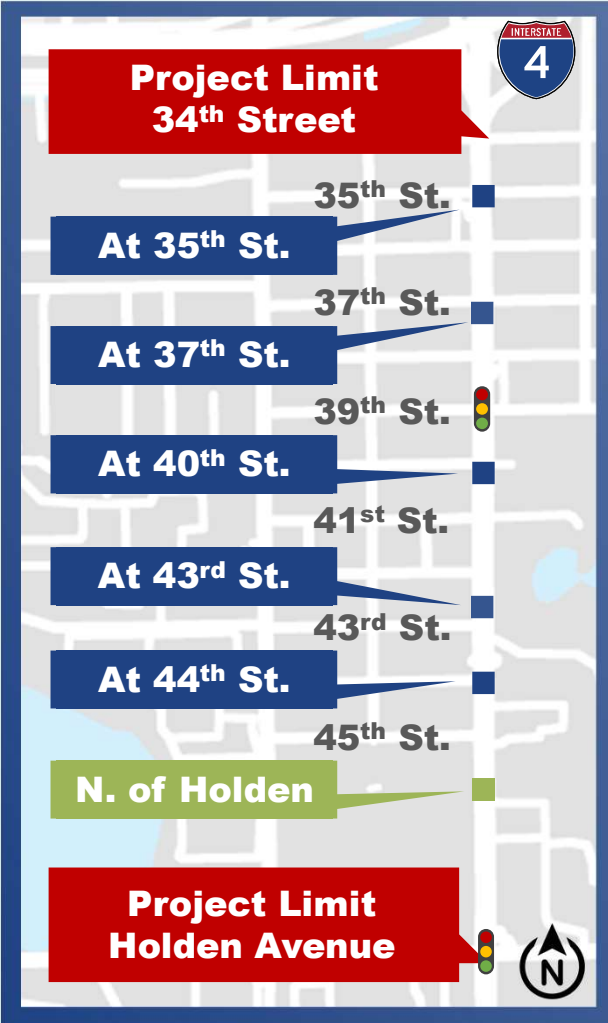 INTERSTATE
4
Project Limit
34th Street
35th St.
At 35th St.
37th St.
At 37th St.
39th St.
At 40th St.
41st St.
At 43rd St.
43rd St.
At 44th St.
45th St.
N. of Holden
Project Limit
Holden Avenue
N